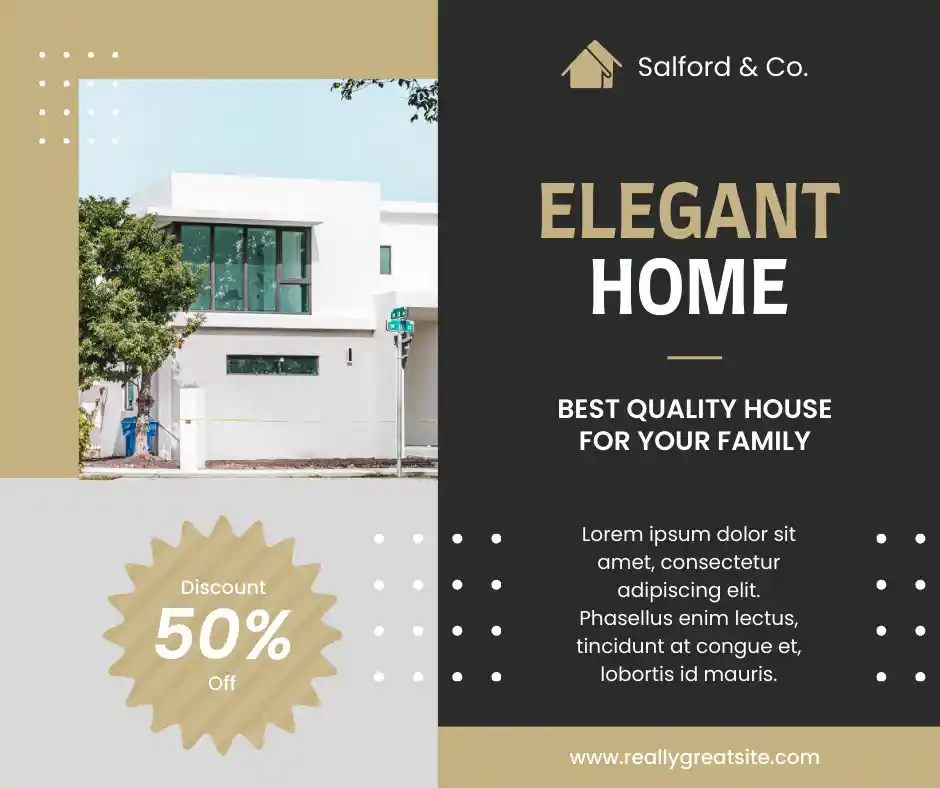 Salford & Co.
ELEGANT
HOME
BEST QUALITY HOUSE
FOR YOUR FAMILY
Lorem ipsum dolor sit
amet, consectetur
adipiscing elit.
Phasellus enim lectus,
tincidunt at congue et,
lobortis id mauris.
www.reallygreatsite.com
Discount
50%
Off